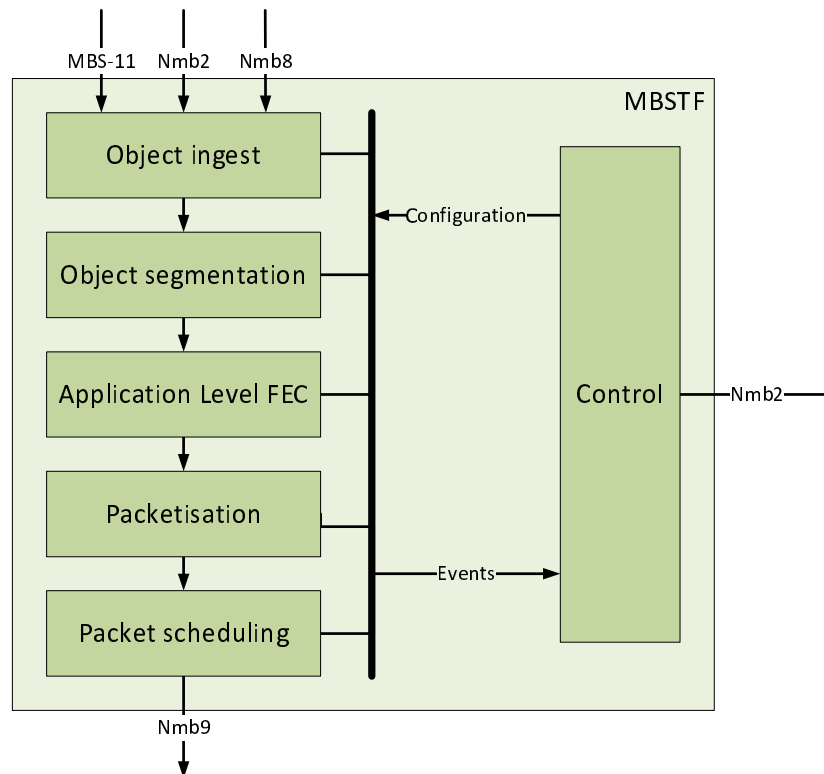 MBS-11
Nmb2
Nmb8
MBSTF
Object ingest
Configuration
Object segmentation
Application Level FEC
Control
Nmb2
Packetisation
Events
Packet scheduling
Nmb9